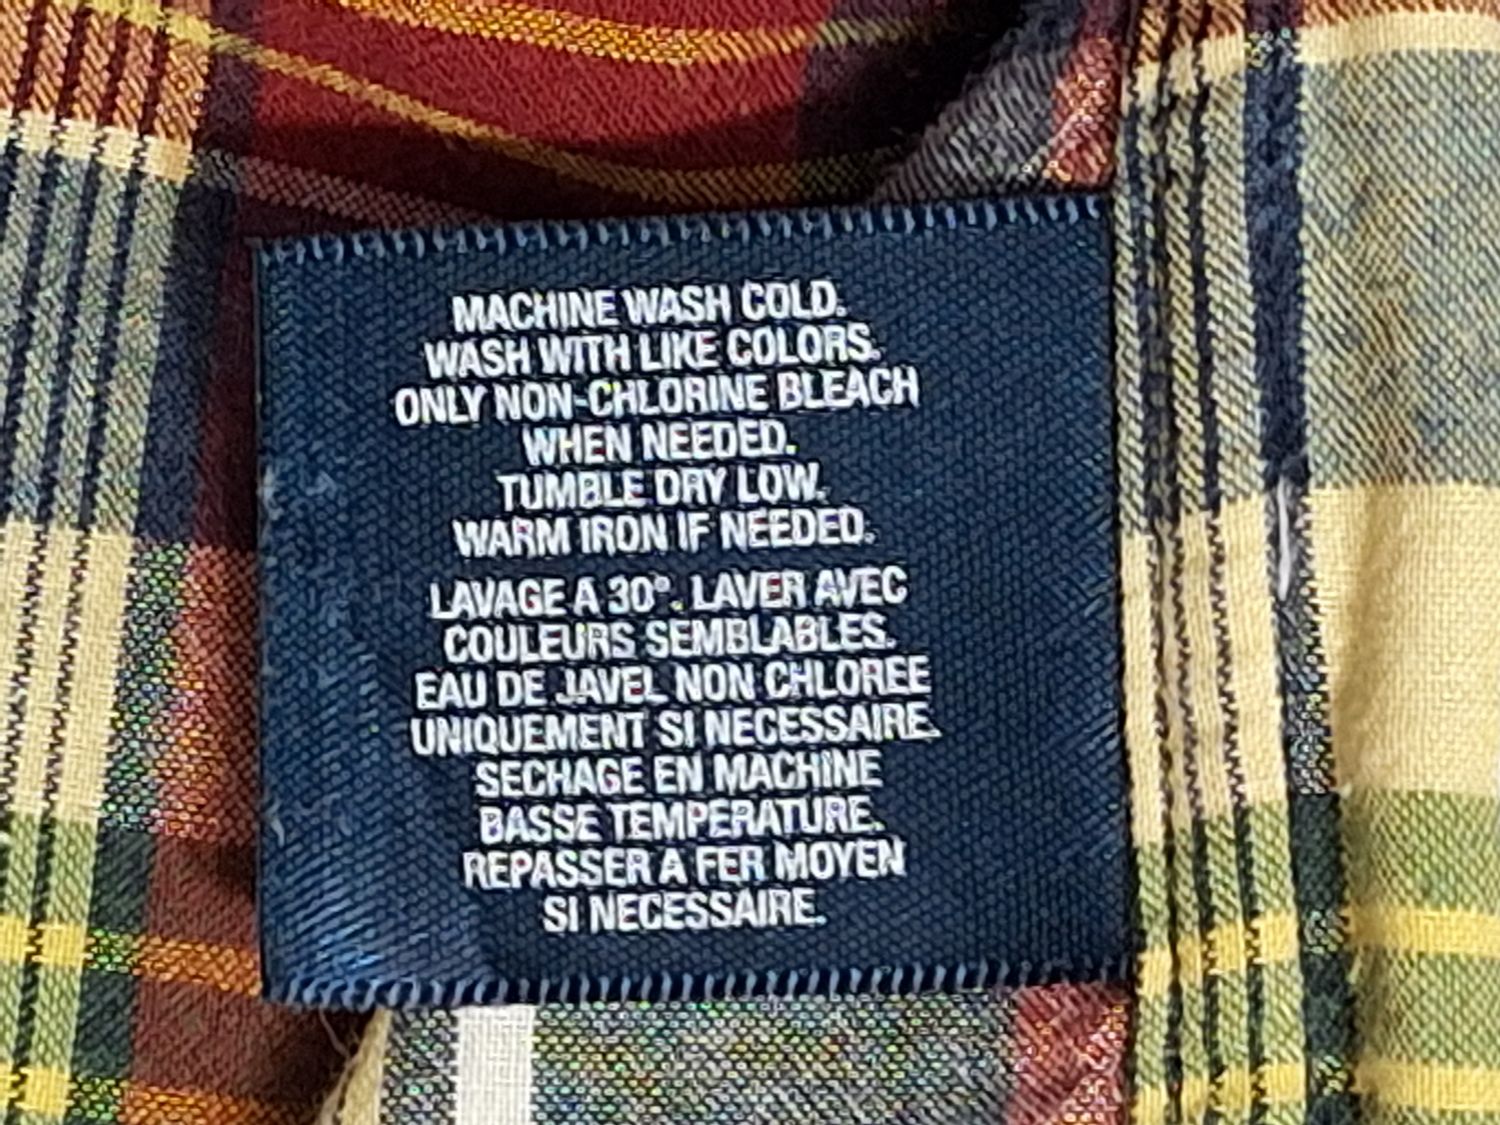 MACHINE WASH COLD.
WASH WITH LIKE COLORS.
ONLY NON-CHLORINE BLEACH
WHEN NEEDED.
TUMBLE DRY LOW.
WARM IRON IF NEEDED.
LAVAGE A 30°. LAVER AVEC
COULEURS SEMBLABLES.
EAU DE JAVEL NON CHLOREE
UNIQUEMENT SI NECESSAIRE.
SECHAGE EN MACHINE
BASSE TEMPERATURE.
REPASSER A FER MOYEN
SI NECESSAIRE.